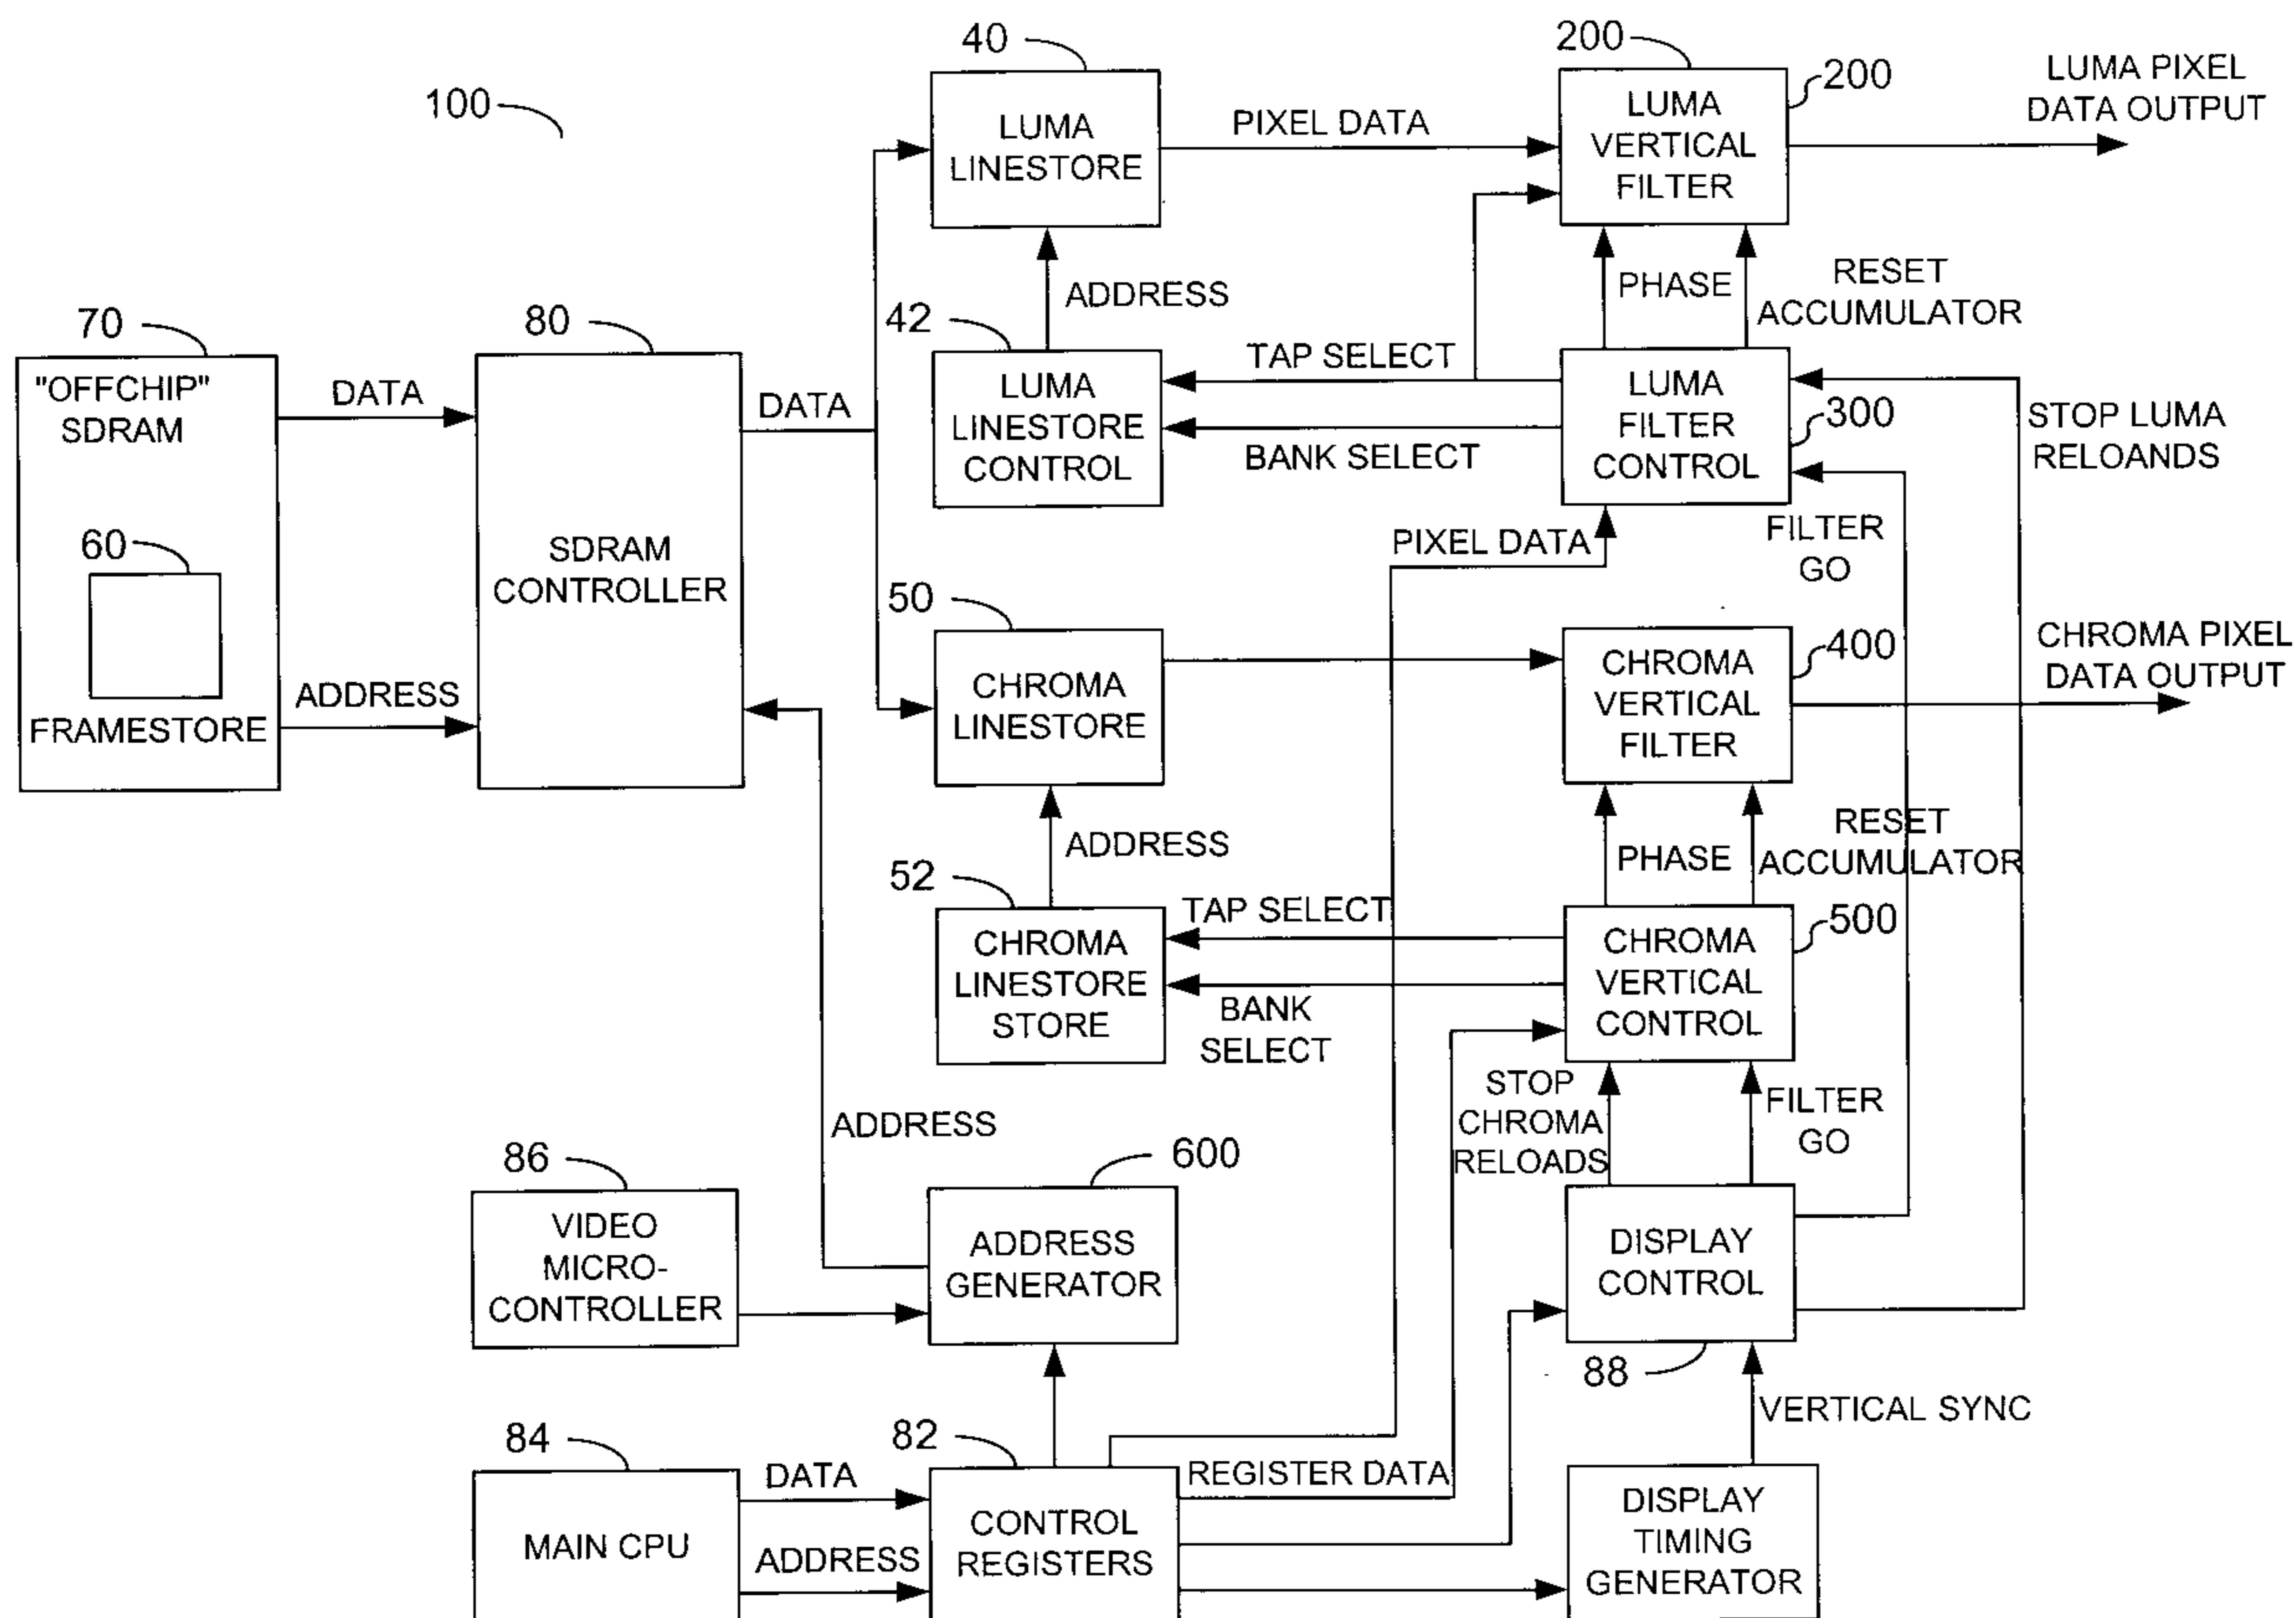 100
40
LUMA
LINESTORE
PIXEL DATA
200
LUMA
VERTICAL
FILTER
200
LUMA PIXEL
DATA OUTPUT
ADDRESS
PHASE
RESET
ACCUMULATOR
70
"OFFCHIP"
SDRAM
60
FRAMESTORE
DATA
ADDRESS
80
SDRAM
CONTROLLER
DATA
42
LUMA
LINESTORE
CONTROL
TAP SELECT
BANK SELECT
LUMA
FILTER
CONTROL
300
STOP LUMA
RELOANDS
PIXEL DATA
FILTER
GO
50
CHROMA
LINESTORE
CHROMA
VERTICAL
FILTER
400
CHROMA PIXEL
DATA OUTPUT
ADDRESS
PHASE
RESET
ACCUMULATOR
52
CHROMA
LINESTORE
STORE
TAP SELECT
BANK
SELECT
CHROMA
VERTICAL
CONTROL
500
STOP
CHROMA
RELOADS
FILTER
GO
ADDRESS
86
VIDEO
MICRO-
CONTROLLER
600
ADDRESS
GENERATOR
DISPLAY
CONTROL
88
VERTICAL SYNC
84
MAIN CPU
DATA
ADDRESS
82
CONTROL
REGISTERS
REGISTER DATA
DISPLAY
TIMING
GENERATOR